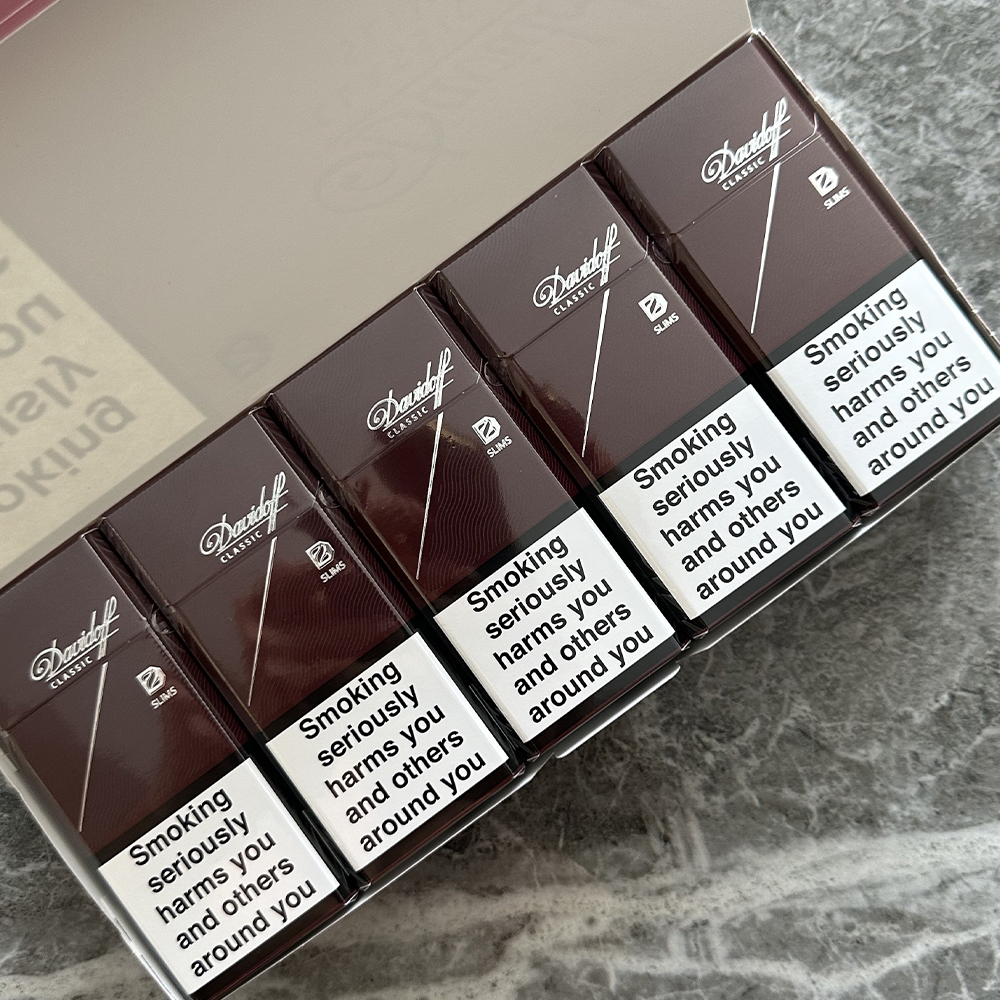 Davidoff
CLASSIC
SLIMS
Smoking
seriously
harms you
and others
around you
Davidoff
CLASSIC
SLIMS
Smoking
seriously
harms you
and others
around you
Davidoff
CLASSIC
SLIMS
Smoking
seriously
harms you
and others
around you
Davidoff
CLASSIC
SLIMS
Smoking
seriously
harms you
and others
around you
Davidoff
CLASSIC
SLIMS
Smoking
seriously
harms you
and others
around you